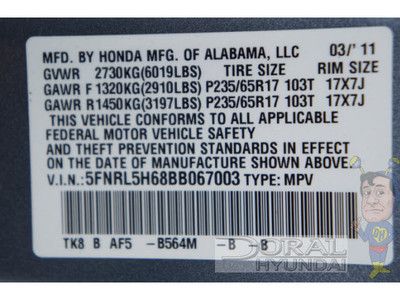 MFD. BY HONDA MFG. OF ALABAMA, LLC 03/'11
GVWR 2730KG(6019LBS) TIRE SIZE RIM SIZE
GAWR F 1320KG(2910LBS) P235/65R17 103T 17X7J
GAWR R 1450KG(3197LBS) P235/65R17 103T 17X7J
THIS VEHICLE CONFORMS TO ALL APPLICABLE
FEDERAL MOTOR VEHICLE SAFETY
AND THEFT PREVENTION STANDARDS IN EFFECT
ON THE DATE OF MANUFACTURE SHOWN ABOVE.
V.I.N.: 5FNRL5H68BB067003 TYPE: MPV
TK8 B AF5 -B564M -B -B
DORAL
HYUNDAI